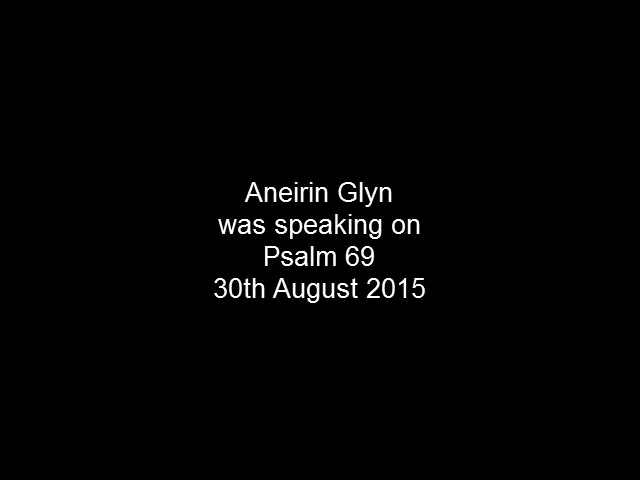 Aneirin Glyn
was speaking on
Psalm 69
30th August 2015